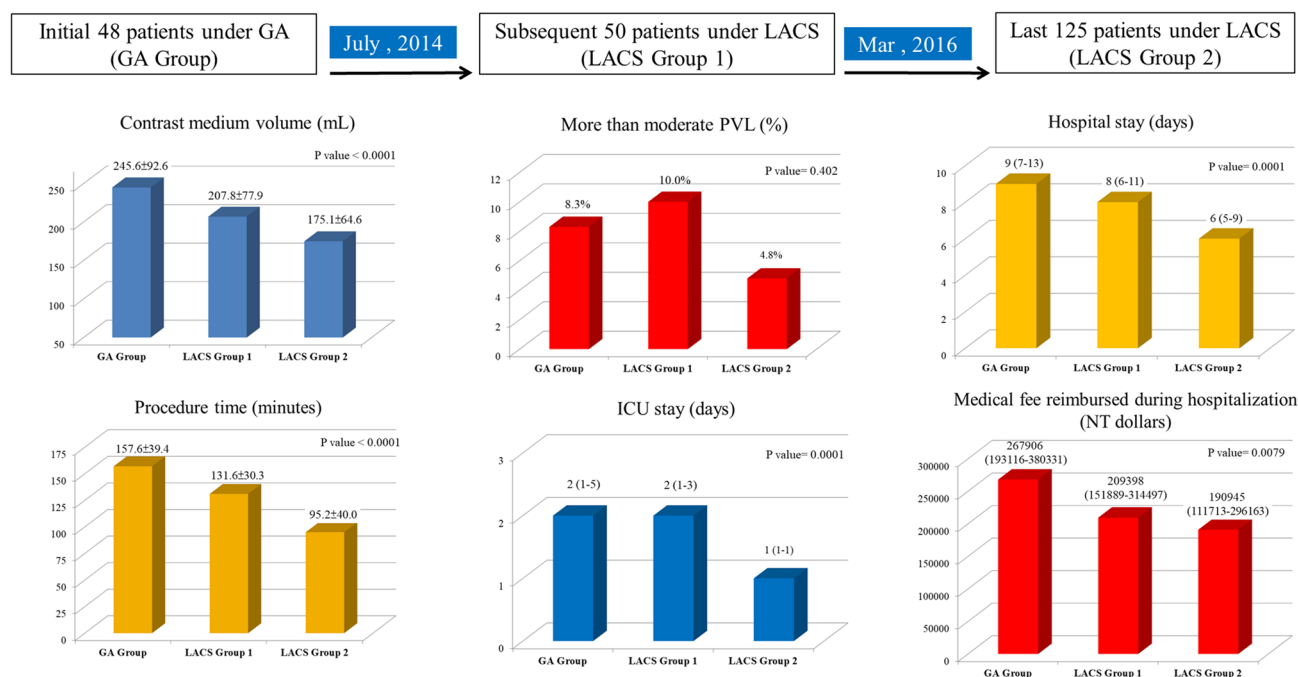 Initial 48 patients under GA
(GA Group)
July , 2014
Subsequent 50 patients under LACS
(LACS Group 1)
Mar , 2016
Last 125 patients under LACS
(LACS Group 2)
Contrast medium volume (mL)
P value < 0.0001
245.6±92.6
207.8±77.9
175.1±64.6
250
200
150
100
50
GA Group
LACS Group 1
LACS Group 2
More than moderate PVL (%)
P value= 0.402
8.3%
10.0%
4.8%
12
10
8
6
4
2
0
GA Group
LACS Group 1
LACS Group 2
Hospital stay (days)
P value= 0.0001
9 (7-13)
8 (6-11)
6 (5-9)
10
8
6
4
2
0
GA Group
LACS Group 1
LACS Group 2
Procedure time (minutes)
P value < 0.0001
157.6±39.4
131.6±30.3
95.2±40.0
175
150
125
100
75
50
25
0
GA Group
LACS Group 1
LACS Group 2
ICU stay (days)
P value= 0.0001
2 (1-5)
2 (1-3)
1 (1-1)
3
2
1
0
GA Group
LACS Group 1
LACS Group 2
Medical fee reimbursed during hospitalization
(NT dollars)
P value= 0.0079
267906
(193116-380331)
209398
(151889-314497)
190945
(111713-296163)
300000
250000
200000
150000
100000
50000
0
GA Group
LACS Group 1
LACS Group 2